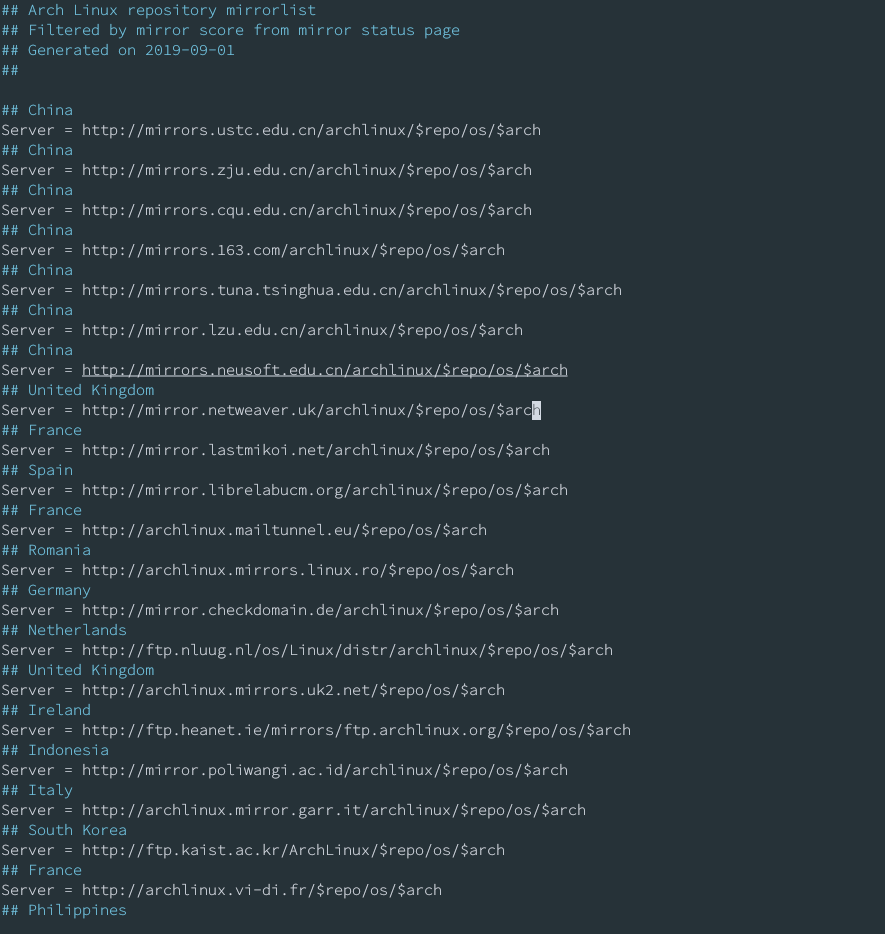 ## Arch Linux repository mirrorlist
## Filtered by mirror score from mirror status page
## Generated on 2019-09-01
##
## China
Server = http://mirrors.ustc.edu.cn/archlinux/$repo/os/$arch
## China
Server = http://mirrors.zju.edu.cn/archlinux/$repo/os/$arch
## China
Server = http://mirrors.cqu.edu.cn/archlinux/$repo/os/$arch
## China
Server = http://mirrors.163.com/archlinux/$repo/os/$arch
## China
Server = http://mirrors.tuna.tsinghua.edu.cn/archlinux/$repo/os/$arch
## China
Server = http://mirror.lzu.edu.cn/archlinux/$repo/os/$arch
## China
Server = http://mirrors.neusoft.edu.cn/archlinux/$repo/os/$arch
## United Kingdom
Server = http://mirror.netweaver.uk/archlinux/$repo/os/$arch
## France
Server = http://mirror.lastmikoi.net/archlinux/$repo/os/$arch
## Spain
Server = http://mirror.librelabucm.org/archlinux/$repo/os/$arch
## France
Server = http://archlinux.mailtunnel.eu/$repo/os/$arch
## Romania
Server = http://archlinux.mirrors.linux.ro/$repo/os/$arch
## Germany
Server = http://mirror.checkdomain.de/archlinux/$repo/os/$arch
## Netherlands
Server = http://ftp.nluug.nl/os/Linux/distr/archlinux/$repo/os/$arch
## United Kingdom
Server = http://archlinux.mirrors.uk2.net/$repo/os/$arch
## Ireland
Server = http://ftp.heanet.ie/mirrors/ftp.archlinux.org/$repo/os/$arch
## Indonesia
Server = http://mirror.poliwangi.ac.id/archlinux/$repo/os/$arch
## Italy
Server = http://archlinux.mirror.garr.it/archlinux/$repo/os/$arch
## South Korea
Server = http://ftp.kaist.ac.kr/ArchLinux/$repo/os/$arch
## France
Server = http://archlinux.vi-di.fr/$repo/os/$arch
## Philippines